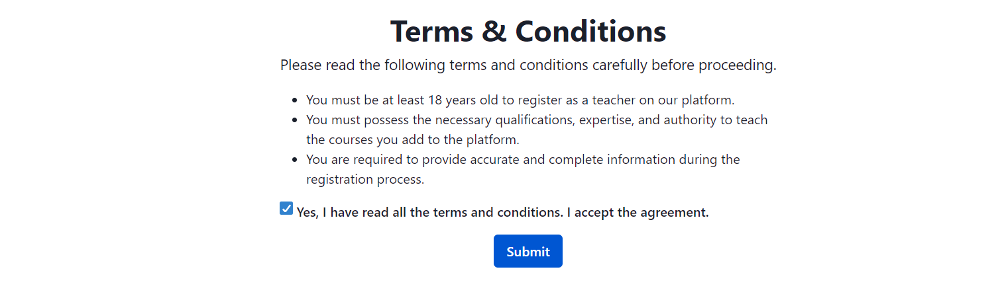 Terms & Conditions
Please read the following terms and conditions carefully before proceeding.
• You must be at least 18 years old to register as a teacher on our platform.
• You must possess the necessary qualifications, expertise, and authority to teach
the courses you add to the platform.
• You are required to provide accurate and complete information during the
registration process.
Yes, I have read all the terms and conditions. I accept the agreement.
Submit